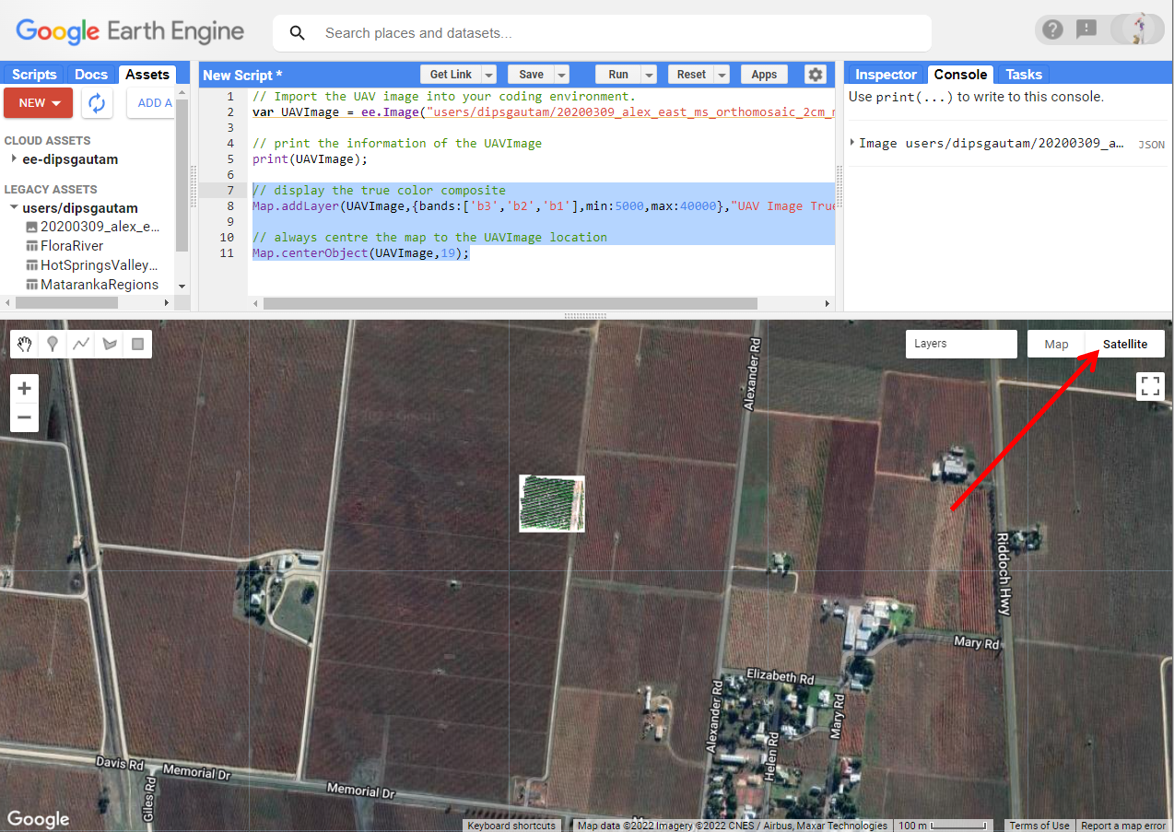 Google Earth Engine
Search places and datasets...
Scripts Docs Assets
NEW
ADD A
CLOUD ASSETS
ee-dipsgautam
LEGACY ASSETS
users/dipsgautam
20200309_alex_e...
FloraRiver
HotSpringsValley...
MatarankaRegions
New Script *
Get Link Save Run Reset Apps
1 // Import the UAV image into your coding environment.
2 var UAVImage = ee.Image("users/dipsgautam/20200309_alex_east_ms_orthomosaic_2cm_
3
4 // print the information of the UAVImage
5 print(UAVImage);
6
7 // display the true color composite
8 Map.addLayer(UAVImage,{bands:['b3','b2','b1'],min:5000,max:40000},"UAV Image Tru
9
10 // always centre the map to the UAVImage location
11 Map.centerObject(UAVImage,19);
Inspector Console Tasks
Use print(...) to write to this console.
Image users/dipsgautam/20200309_a... JSON
Layers
Map Satellite
Alexander Rd
Riddoch Hwy
Mary Rd
Elizabeth Rd
Alexander Rd
Mary Rd
Helen Rd
Davis Rd
Memorial Dr
Giles Rd
Memorial Dr
Google
Keyboard shortcuts
Map data ©2022 Imagery ©2022 CNES / Airbus, Maxar Technologies
100 m
Terms of Use
Report a map error